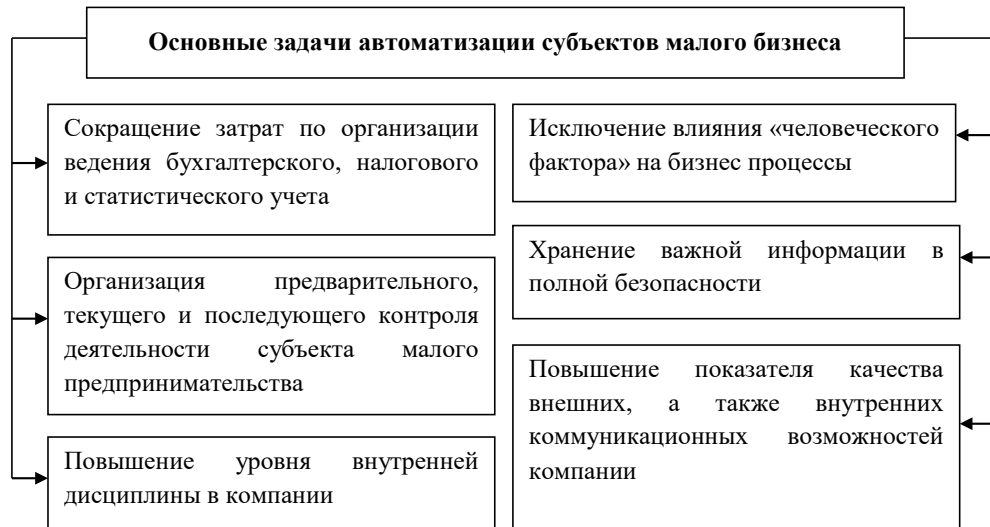 Основные задачи автоматизации субъектов малого бизнеса
Сокращение затрат по организации
ведения бухгалтерского, налогового
и статистического учета
Организация предварительного,
текущего и последующего контроля
деятельности субъекта малого
предпринимательства
Повышение уровня внутренней
дисциплины в компании
Исключение влияния «человеческого
фактора» на бизнес процессы
Хранение важной информации в
полной безопасности
Повышение показателя качества
внешних, а также внутренних
коммуникационных возможностей
компании